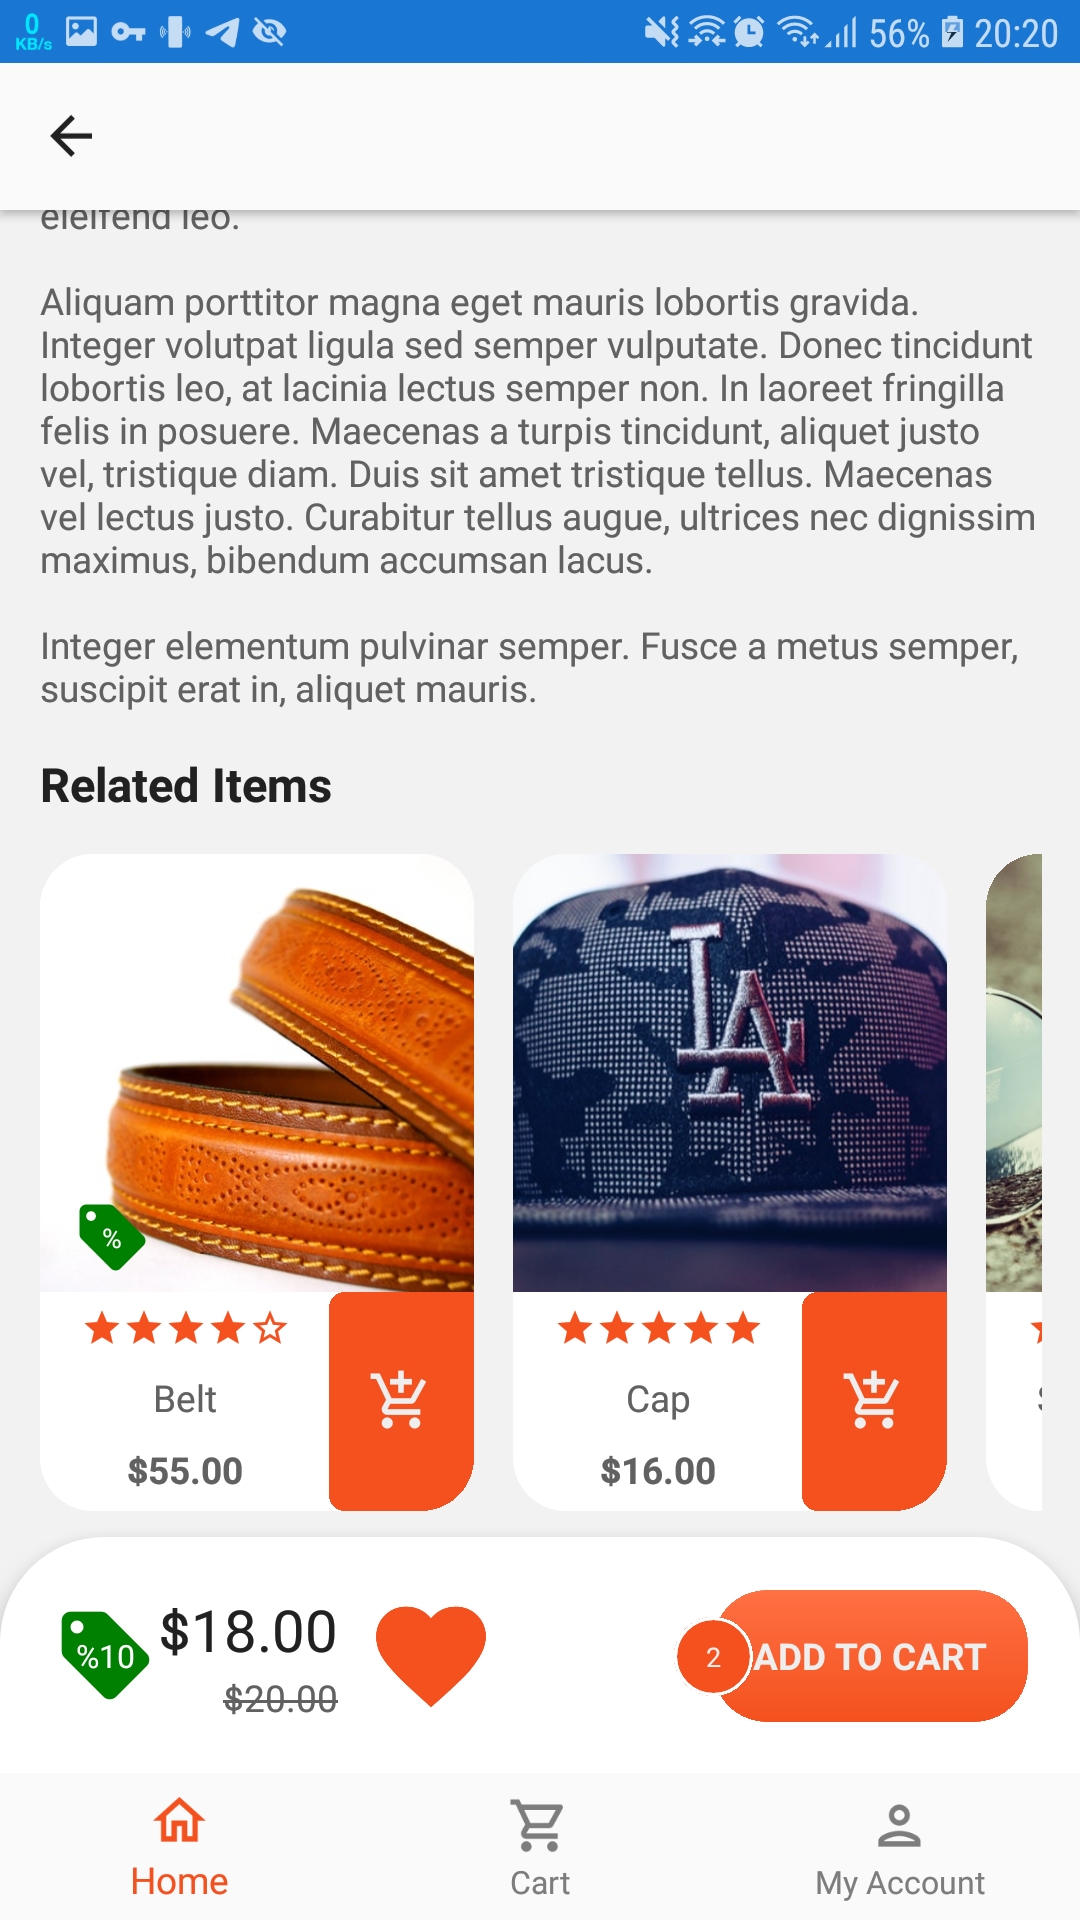 0
KB/s
56%
20:20
eleifend leo.
Aliquam porttitor magna eget mauris lobortis gravida.
Integer volutpat ligula sed semper vulputate. Donec tincidunt
lobortis leo, at lacinia lectus semper non. In laoreet fringilla
felis in posuere. Maecenas a turpis tincidunt, aliquet justo
vel, tristique diam. Duis sit amet tristique tellus. Maecenas
vel lectus justo. Curabitur tellus augue, ultrices nec dignissim
maximus, bibendum accumsan lacus.
Integer elementum pulvinar semper. Fusce a metus semper,
suscipit erat in, aliquet mauris.
Related Items
LA
%
Belt
$55.00
Cap
$16.00
%10
$18.00
$20.00
2
ADD TO CART
Home
Cart
My Account